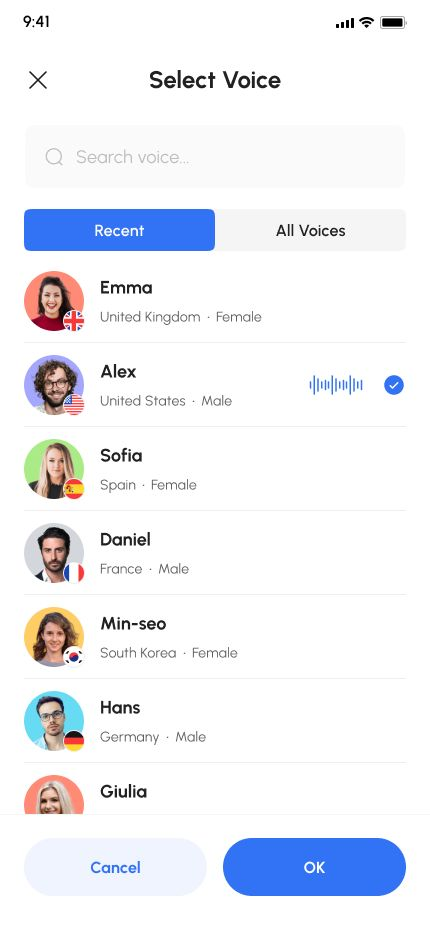 9:41
Select Voice
Search voice...
Recent
All Voices
Emma
United Kingdom · Female
Alex
United States · Male
Sofia
Spain · Female
Daniel
France · Male
Min-seo
South Korea · Female
Hans
Germany · Male
Giulia
Cancel
OK